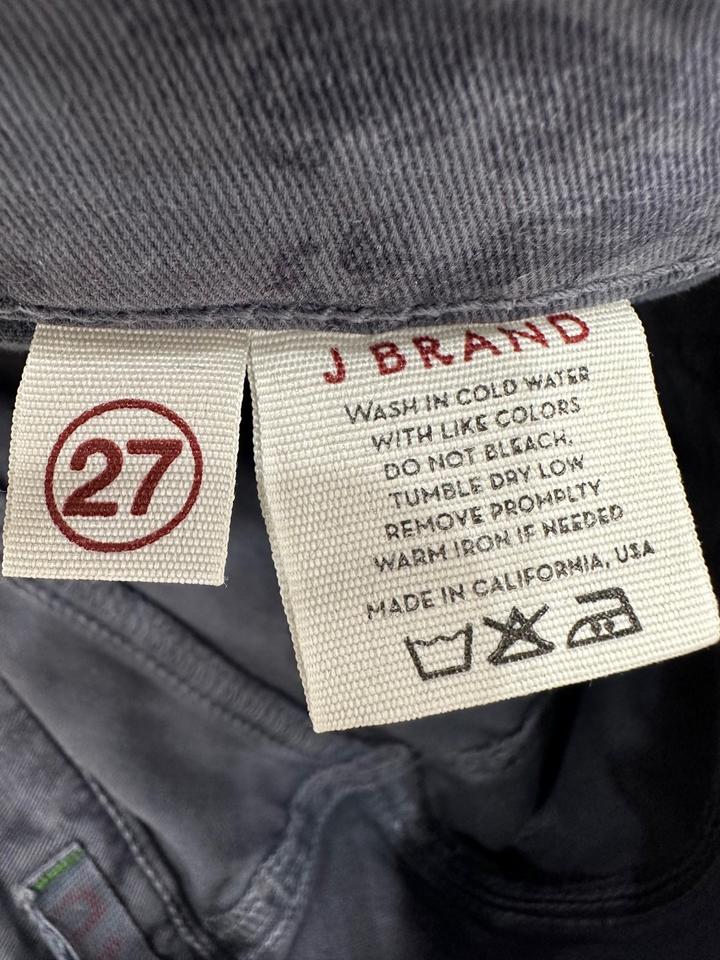 27
J BRAND
WASH IN COLD WATER
WITH LIKE COLORS
DO NOT BLEACH.
TUMBLE DRY LOW
REMOVE PROMPLTY
WARM IRON IF NEEDED
MADE IN CALIFORNIA, USA